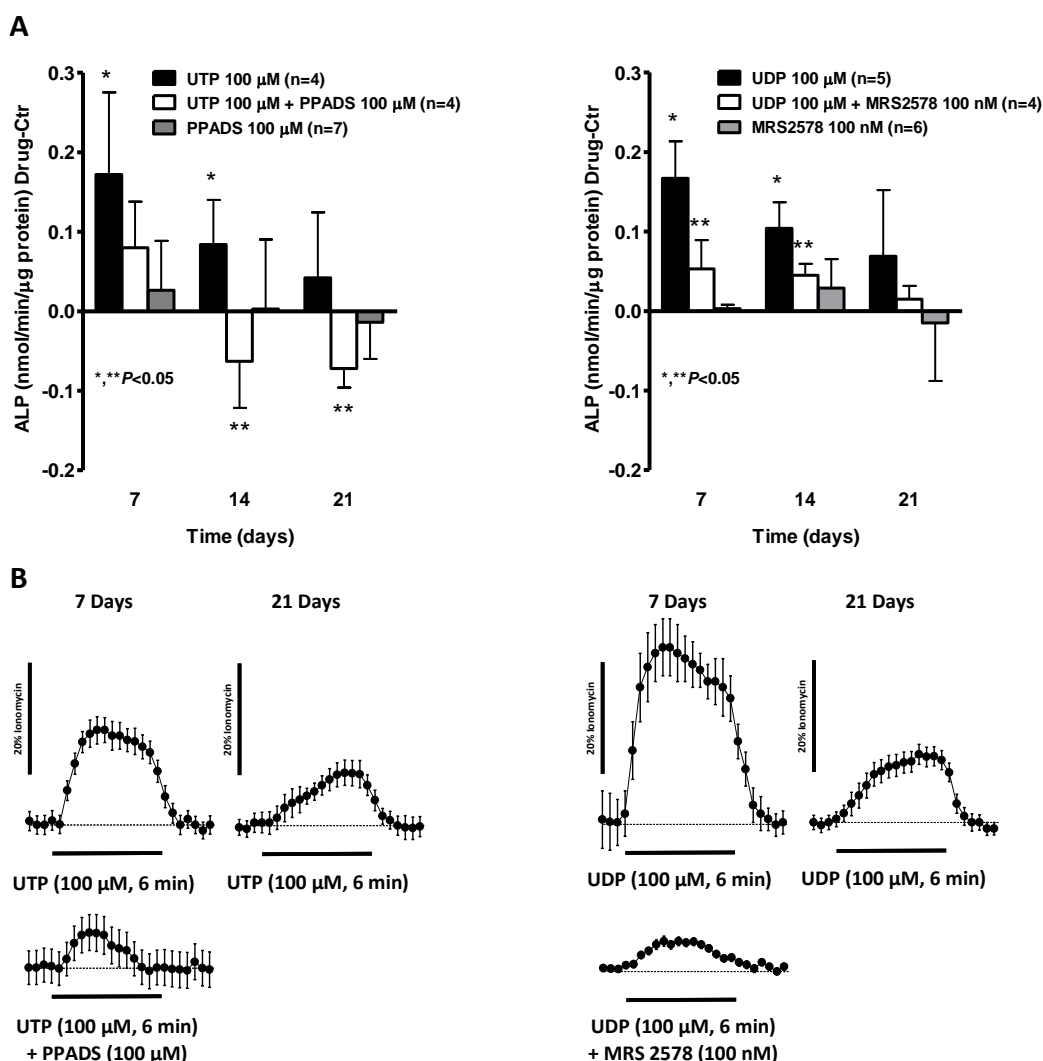 A
ALP (nmol/min/µg protein) Drug-Ctr
0.3
0.2
0.1
0.0
-0.1
-0.2
UTP 100 µM (n=4)
UTP 100 µM + PPADS 100 µM (n=4)
PPADS 100 µM (n=7)
*
*
**
**
*,**P<0.05
7 14 21
Time (days)
ALP (nmol/min/µg protein) Drug-Ctr
0.3
0.2
0.1
0.0
-0.1
-0.2
UDP 100 µM (n=5)
UDP 100 µM + MRS2578 100 nM (n=4)
MRS2578 100 nM (n=6)
*
**
*
**
*,**P<0.05
7 14 21
Time (days)
B
7 Days 21 Days
20% Ionomycin
20% Ionomycin
UTP (100 µM, 6 min) UTP (100 µM, 6 min)
UTP (100 µM, 6 min)
+ PPADS (100 µM)
7 Days 21 Days
20% Ionomycin
20% Ionomycin
UDP (100 µM, 6 min) UDP (100 µM, 6 min)
UDP (100 µM, 6 min)
+ MRS 2578 (100 nM)